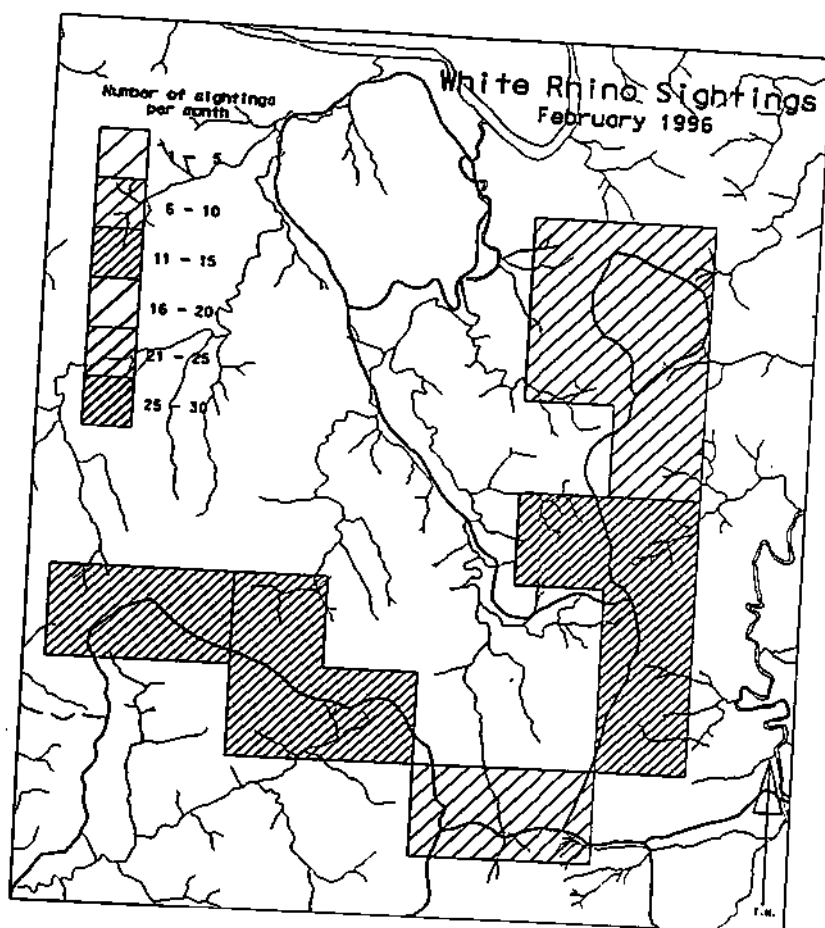 White Rhino Sightings
February 1996
Number of sightings
per month
1 - 5
6 - 10
11 - 15
16 - 20
21 - 25
25 - 30
T.N.